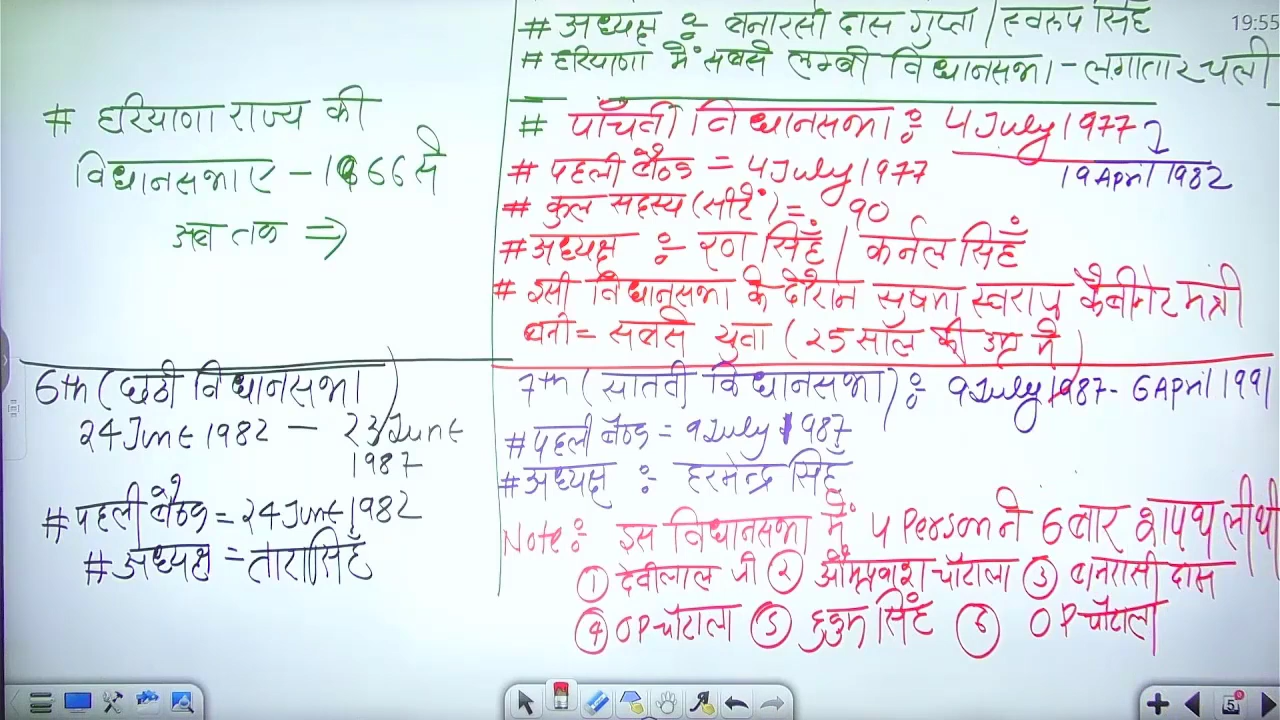 # अध्यक्ष : बनारसी दास गुप्ता / स्वरुप सिंह
19:55
# हरियाणा में सबसे लम्बी विधानसभा - लगातार चली
# हरियाणा राज्य की
विधानसभाए - 1966 से
अब तक ⇒
# पाँचवी विधानसभा : 4 July 1977
19 April 1982
# पहली बैठक = 4 July 1977
# कुल सदस्य (सीटें) = 90
# अध्यक्ष : रण सिंह / कर्नल सिंह
# इसी विधानसभा के दौरान सुषमा स्वराज कैबीनेट मंत्री
बनी = सबसे युवा (25 साल की उम्र में)
6th (छठी विधानसभा)
24 June 1982 - 23 June
1987
# पहली बैठक = 24 June 1982
# अध्यक्ष = तारासिंह
7th (सातवी विधानसभा) : 9 July 1987 - 6 April 1991
# पहली बैठक = 9 July 1987
# अध्यक्ष : हरमेन्द्र सिंह
Note : इस विधानसभा में 4 Person ने 6 बार शपथ ली थी
① देवीलाल जी ② ओमप्रकाश चौटाला ③ बानरासी दास
④ OP चौटाला ⑤ हुकुम सिंह ⑥ OP चौटाला
5